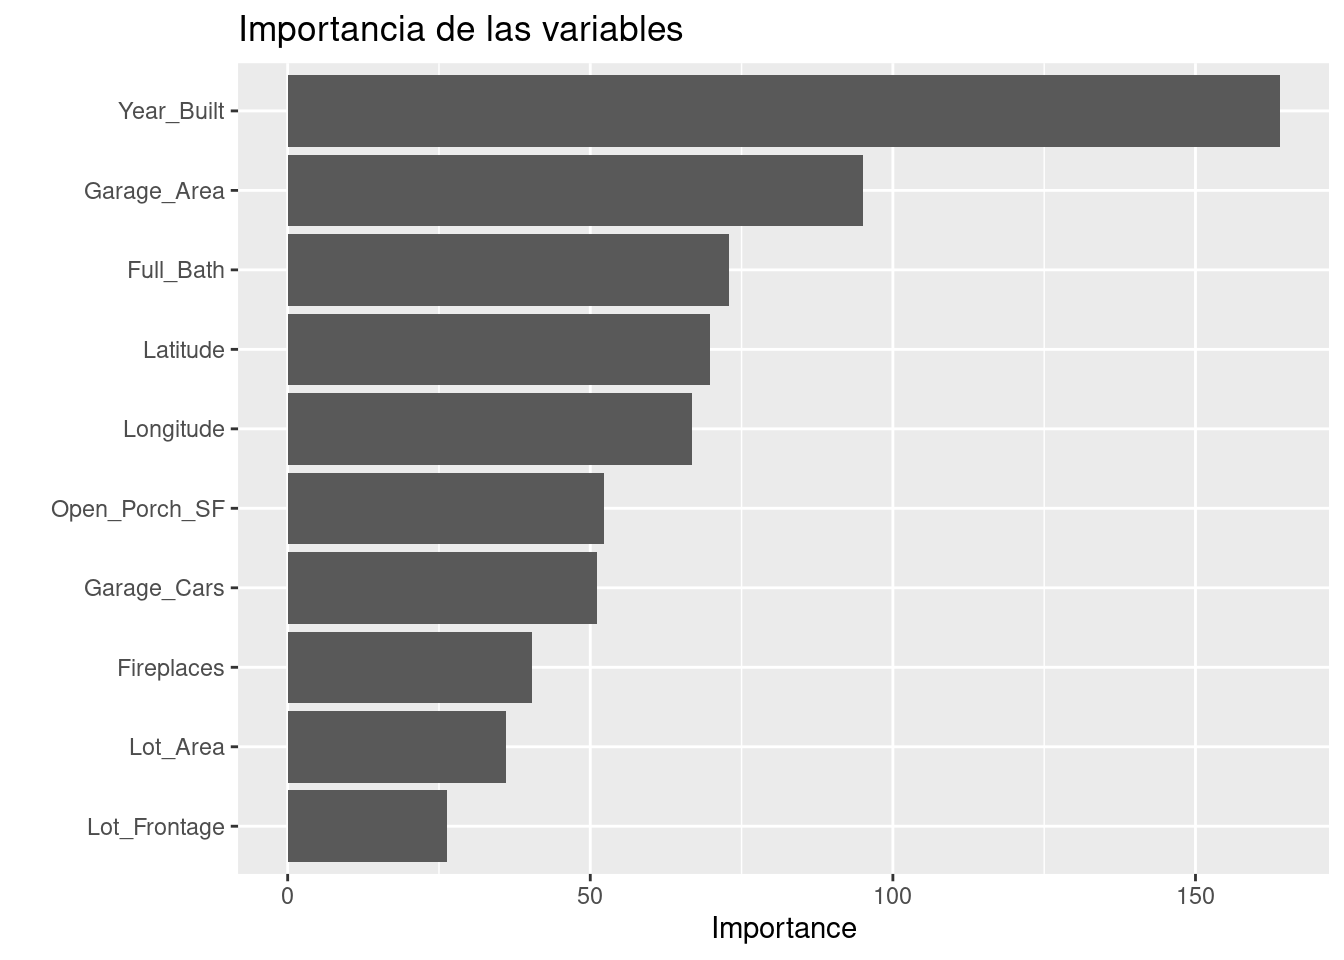 Importancia de las variables
Year_Built
Garage_Area
Full_Bath
Latitude
Longitude
Open_Porch_SF
Garage_Cars
Fireplaces
Lot_Area
Lot_Frontage
0 50 100 150
Importance